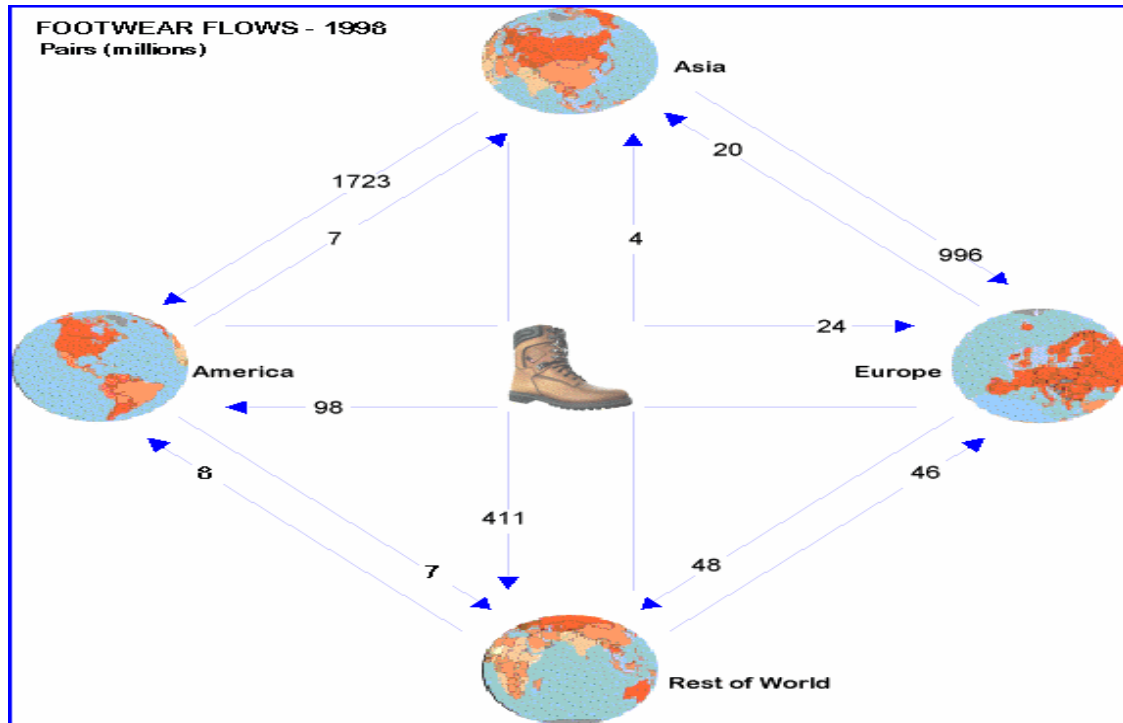 FOOTWEAR FLOWS - 1998
Pairs (millions)
Asia
20
1723
7
4
996
24
America
Europe
98
8
46
411
7
48
Rest of World